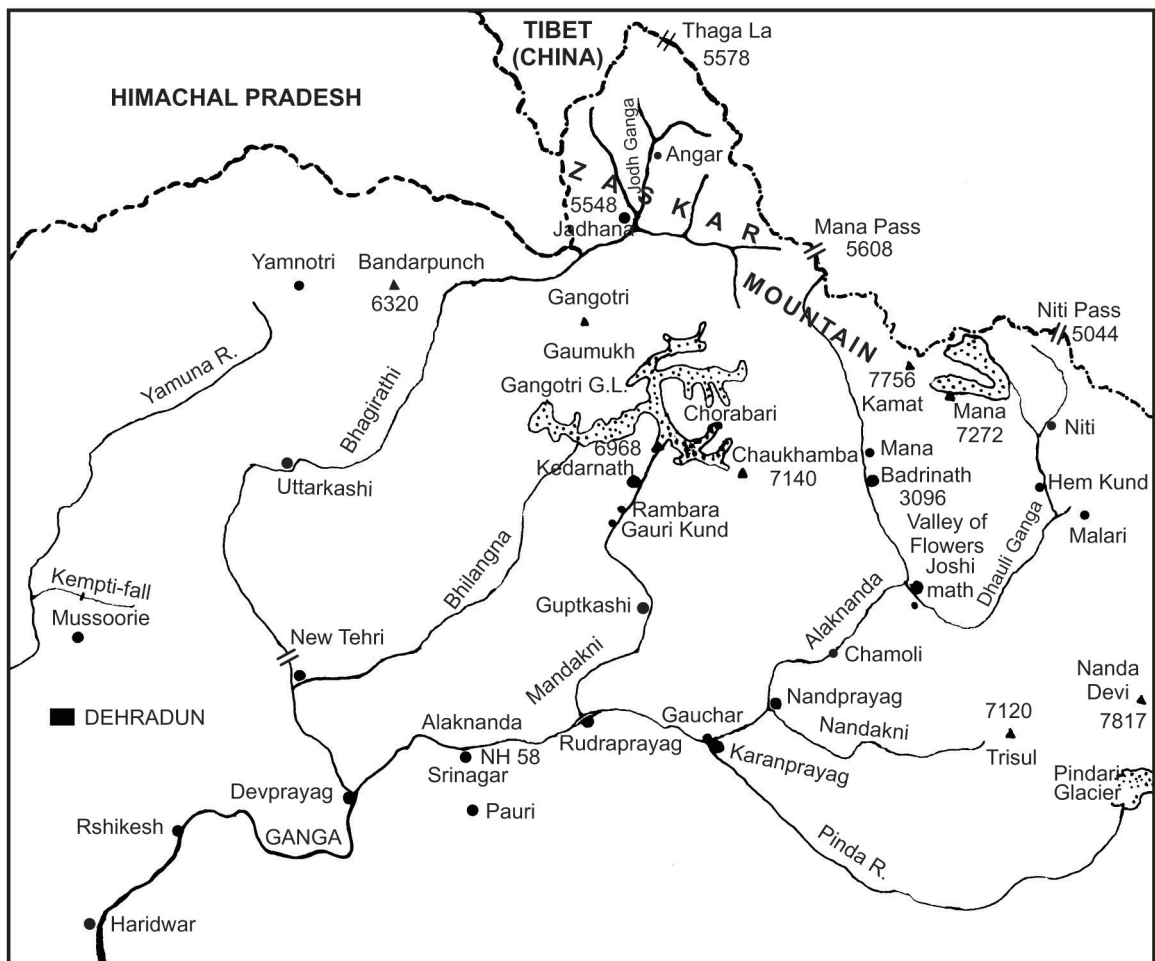 TIBET
(CHINA)
Thaga La
5578
HIMACHAL PRADESH
Jodh Ganga
Angar
ZASKAR
5548
Jadhana
Mana Pass
5608
Yamnotri
Bandarpunch
6320
Gangotri
MOUNTAIN
Niti Pass
5044
Yamuna R.
Bhagirathi
Gaumukh
Gangotri G.L.
Chorabari
7756
Kamat
Mana
7272
Niti
6968
Kedarnath
Chaukhamba
7140
Mana
Badrinath
3096
Hem Kund
Uttarkashi
Rambara
Gauri Kund
Valley of
Flowers
Joshi
math
Malari
Dhauli Ganga
Kempti-fall
Mussoorie
Bhilangna
Guptkashi
Alaknanda
Chamoli
New Tehri
Mandakni
Nandprayag
Nandakni
7120
Trisul
Nanda
Devi
7817
DEHRADUN
Alaknanda
NH 58
Srinagar
Rudraprayag
Gauchar
Karanprayag
Pindari
Glacier
Devprayag
Pauri
Rshikesh
GANGA
Pinda R.
Haridwar